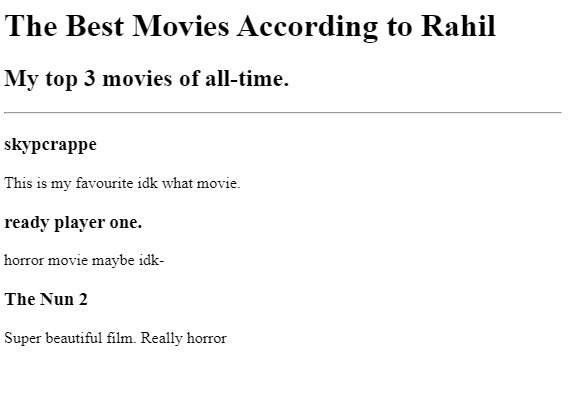 The Best Movies According to Rahil
My top 3 movies of all-time.
skypcrappe
This is my favourite idk what movie.
ready player one.
horror movie maybe idk-
The Nun 2
Super beautiful film. Really horror